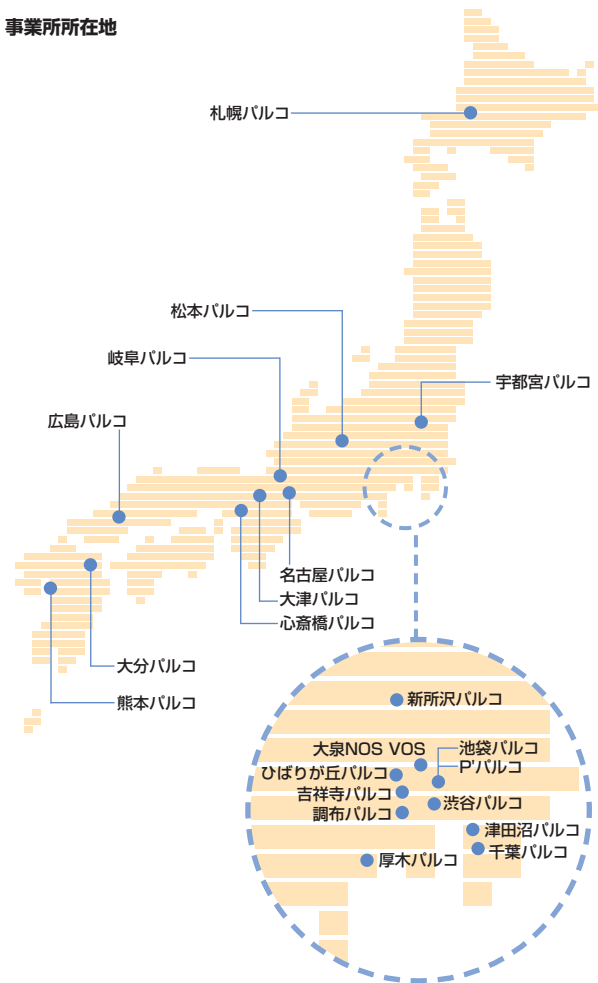 事業所所在地
札幌パルコ
松本パルコ
岐阜パルコ
宇都宮パルコ
広島パルコ
名古屋パルコ
大津パルコ
心斎橋パルコ
大分パルコ
熊本パルコ
新所沢パルコ
大泉NOS VOS
池袋パルコ
P'パルコ
ひばりが丘パルコ
吉祥寺パルコ
渋谷パルコ
調布パルコ
津田沼パルコ
千葉パルコ
厚木パルコ